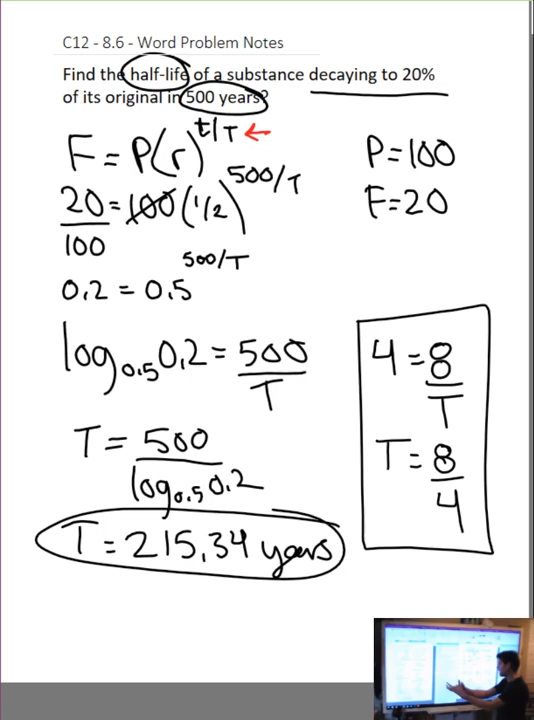 C12 - 8.6 - Word Problem Notes
Find the half-life of a substance decaying to 20%
of its original in 500 years?
F = P(r)^t/T ←
P = 100
20/100 = 100(1/2)^500/T
F = 20
0.2 = 0.5^500/T
log_0.5 0.2 = 500/T
4 = 8/T
T = 500/log_0.5 0.2
T = 8/4
T = 215.34 years